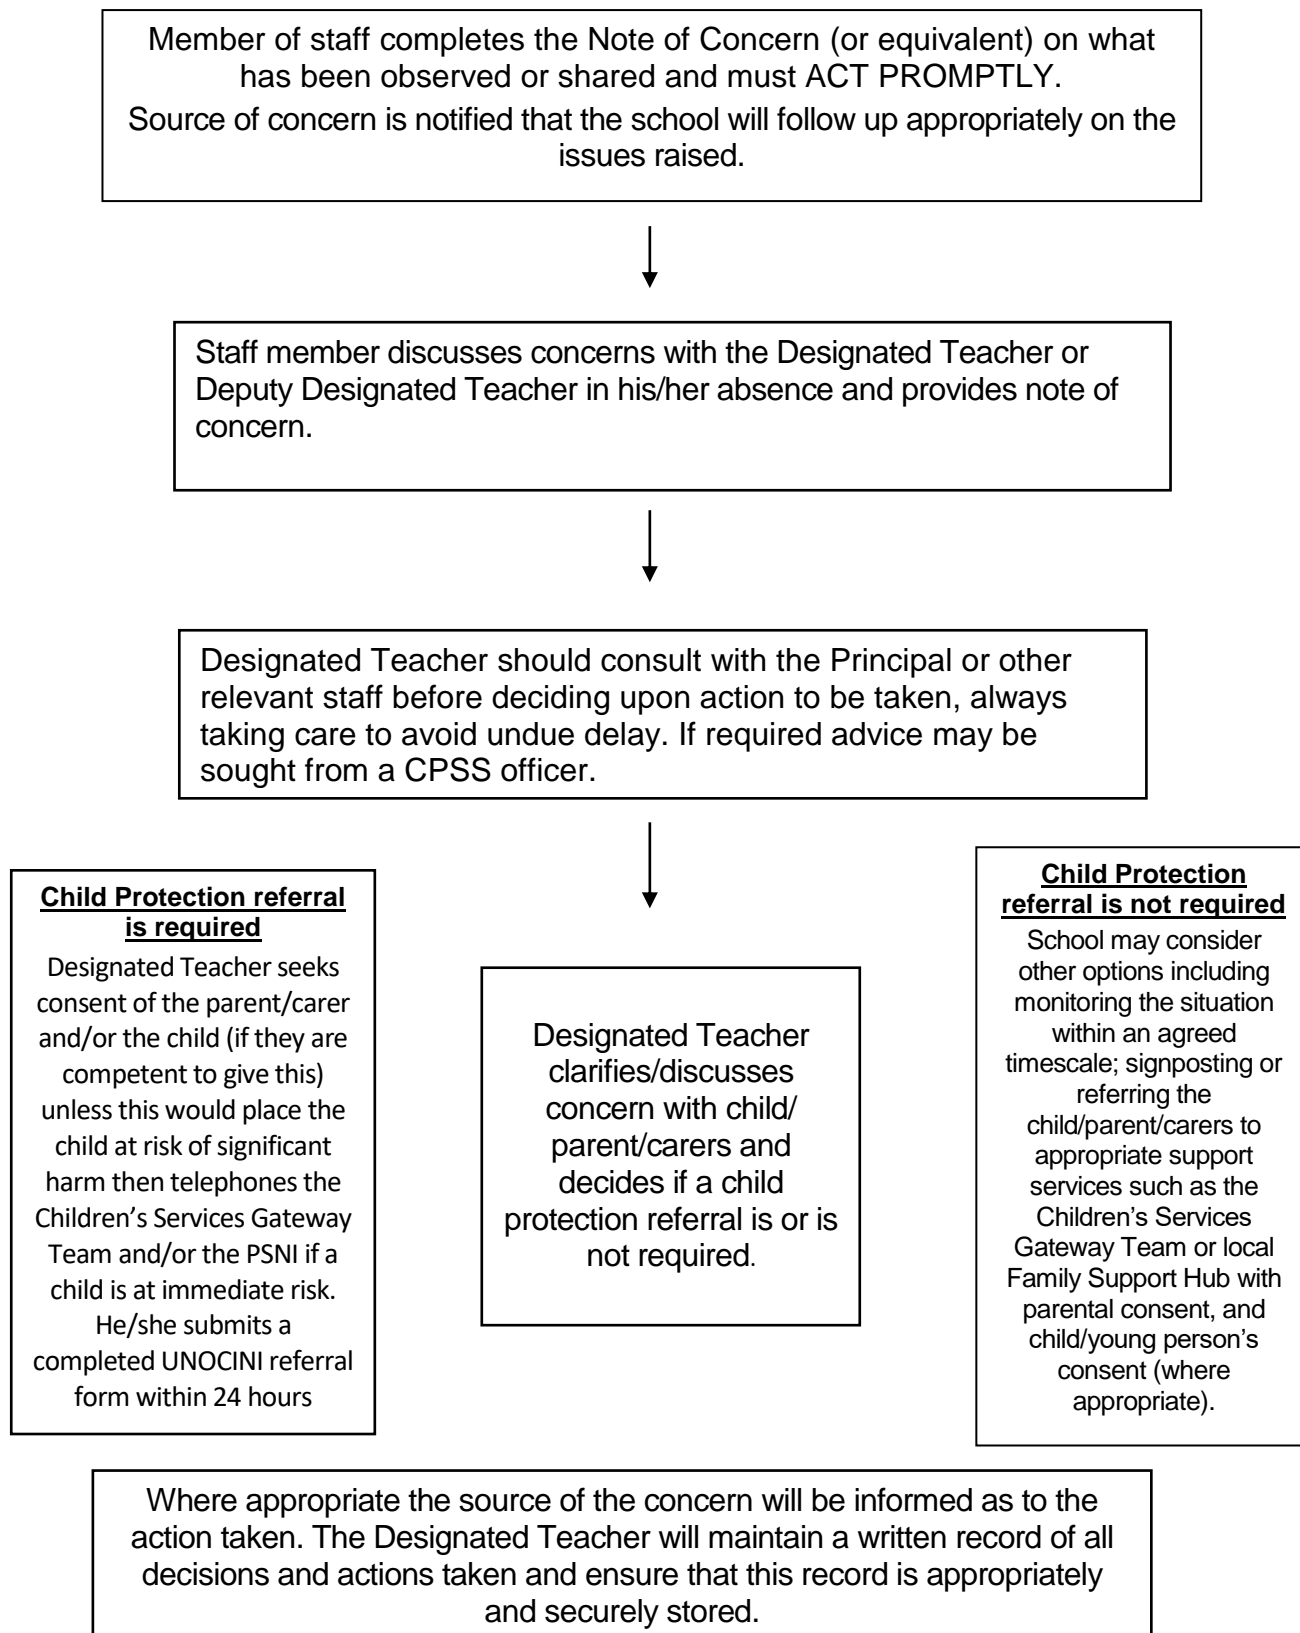 Member of staff completes the Note of Concern (or equivalent) on what
has been observed or shared and must ACT PROMPTLY.
Source of concern is notified that the school will follow up appropriately on the
issues raised.
Staff member discusses concerns with the Designated Teacher or
Deputy Designated Teacher in his/her absence and provides note of
concern.
Designated Teacher should consult with the Principal or other
relevant staff before deciding upon action to be taken, always
taking care to avoid undue delay. If required advice may be
sought from a CPSS officer.
Child Protection referral
is required
Designated Teacher seeks
consent of the parent/carer
and/or the child (if they are
competent to give this)
unless this would place the
child at risk of significant
harm then telephones the
Children’s Services Gateway
Team and/or the PSNI if a
child is at immediate risk.
He/she submits a
completed UNOCINI referral
form within 24 hours
Designated Teacher
clarifies/discusses
concern with child/
parent/carers and
decides if a child
protection referral is or is
not required.
Child Protection
referral is not required
School may consider
other options including
monitoring the situation
within an agreed
timescale; signposting or
referring the
child/parent/carers to
appropriate support
services such as the
Children’s Services
Gateway Team or local
Family Support Hub with
parental consent, and
child/young person’s
consent (where
appropriate).
Where appropriate the source of the concern will be informed as to the
action taken. The Designated Teacher will maintain a written record of all
decisions and actions taken and ensure that this record is appropriately
and securely stored.